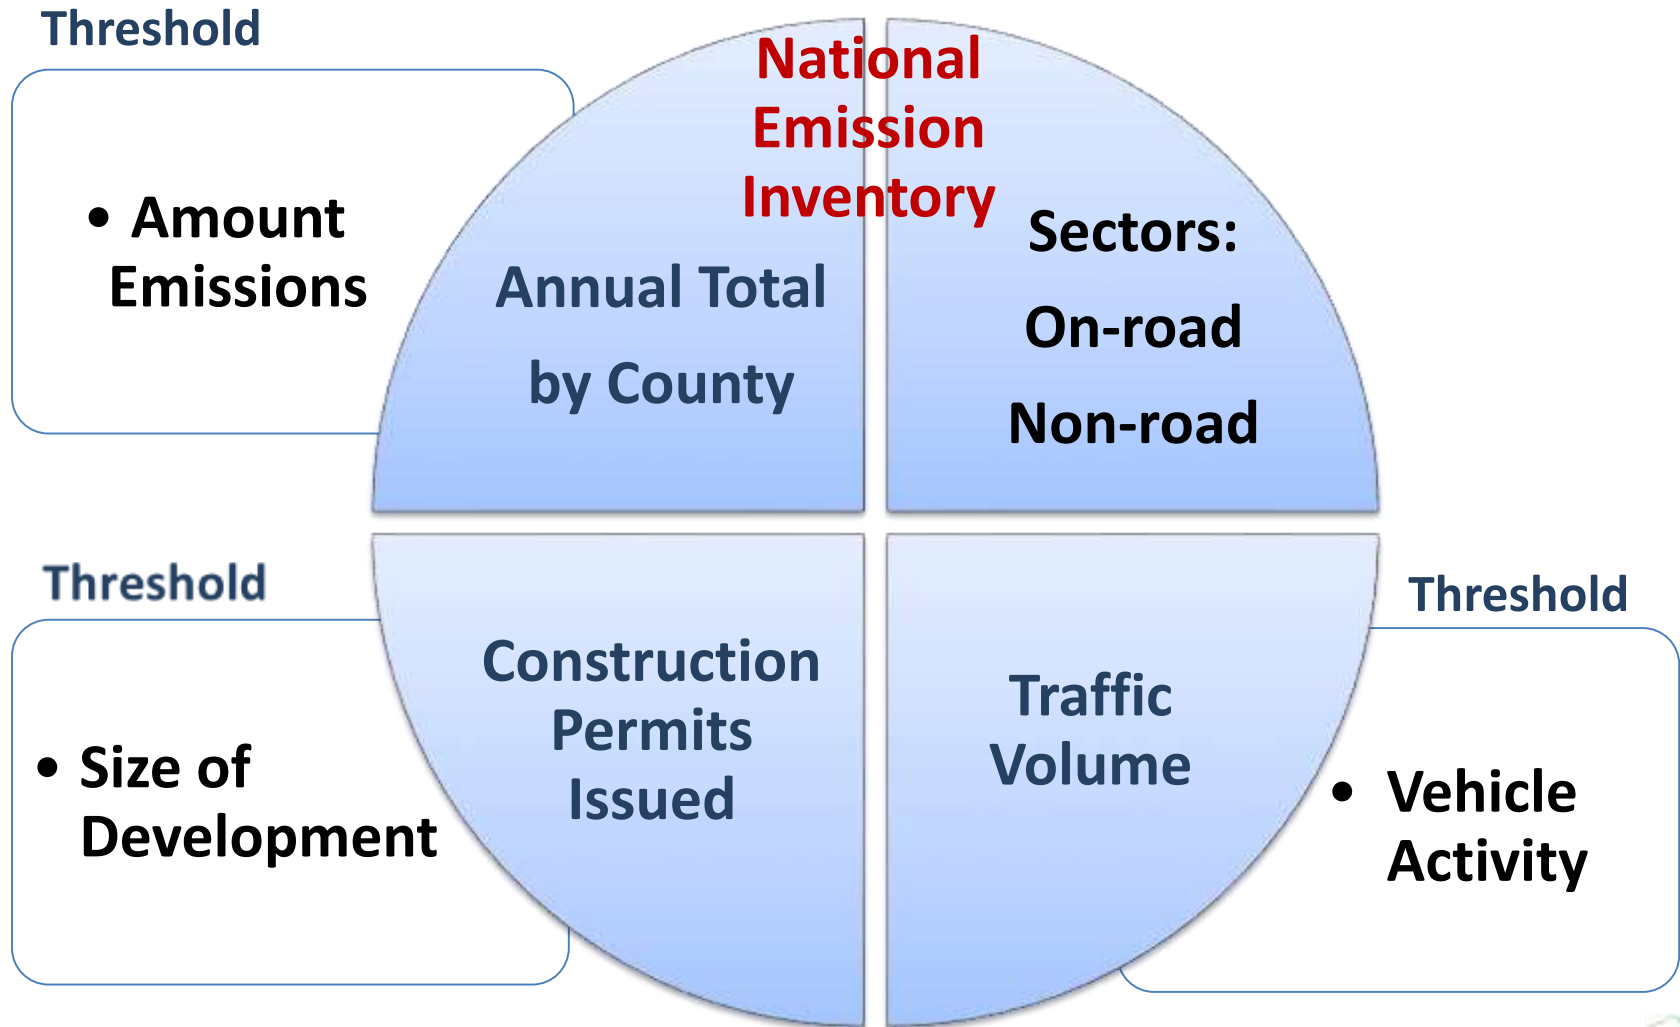 Threshold
• Amount
Emissions
National
Emission
Inventory
Annual Total
by County
Sectors:
On-road
Non-road
Threshold
• Size of
Development
Construction
Permits
Issued
Traffic
Volume
Threshold
• Vehicle
Activity